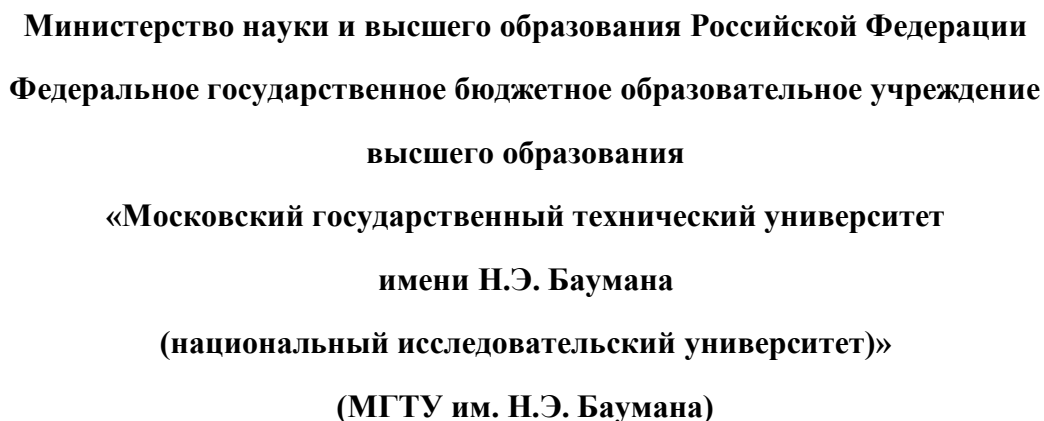 Министерство науки и высшего образования Российской Федерации
Федеральное государственное бюджетное образовательное учреждение
высшего образования
«Московский государственный технический университет
имени Н.Э. Баумана
(национальный исследовательский университет)»
(МГТУ им. Н.Э. Баумана)